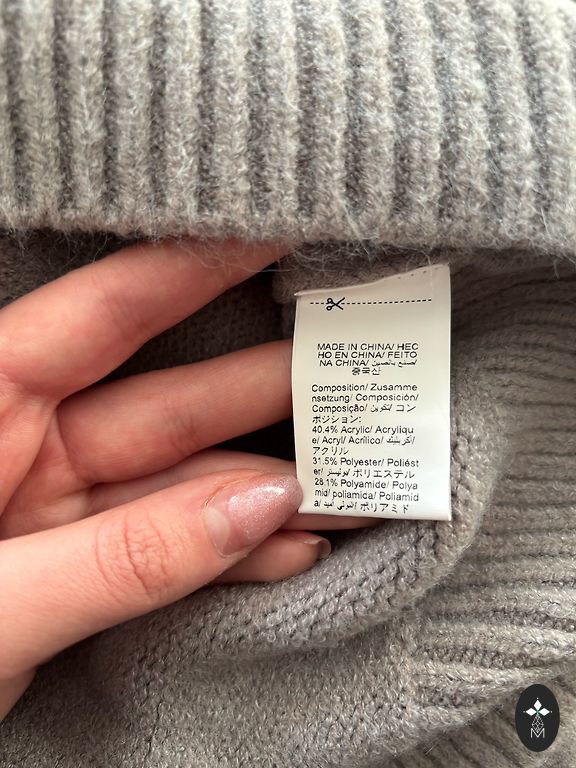 MADE IN CHINA/ HEC
HO EN CHINA/ FEITO
NA CHINA/ صنع بالصين/
중국산
Composition/ Zusamme
nsetzung/ Composición/
Composição/ تكوين/ コン
ポジション:
40.4% Acrylic/ Acryliqu
e/ Acryl/ Acrílico/ أكريليك/
アクリル
31.5% Polyester/ Poliést
er/ بوليستر/ ポリエステル
28.1% Polyamide/ Polya
mid/ poliamida/ Poliamid
a/ البولي أميد/ ポリアミド
M